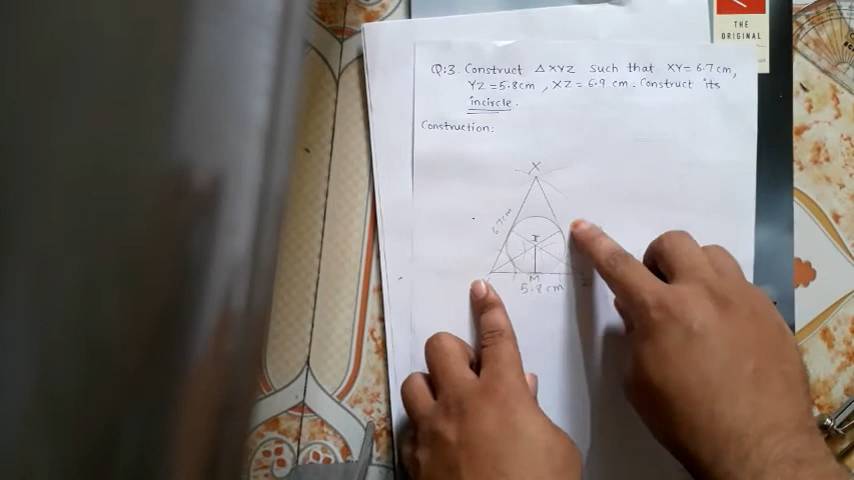 THE
ORIGINAL
Q:3. Construct △XYZ such that XY = 6.7 cm,
YZ = 5.8cm , XZ = 6.9 cm. Construct its
incircle.
Construction:
X
6.7cm
I
M
5.8 cm